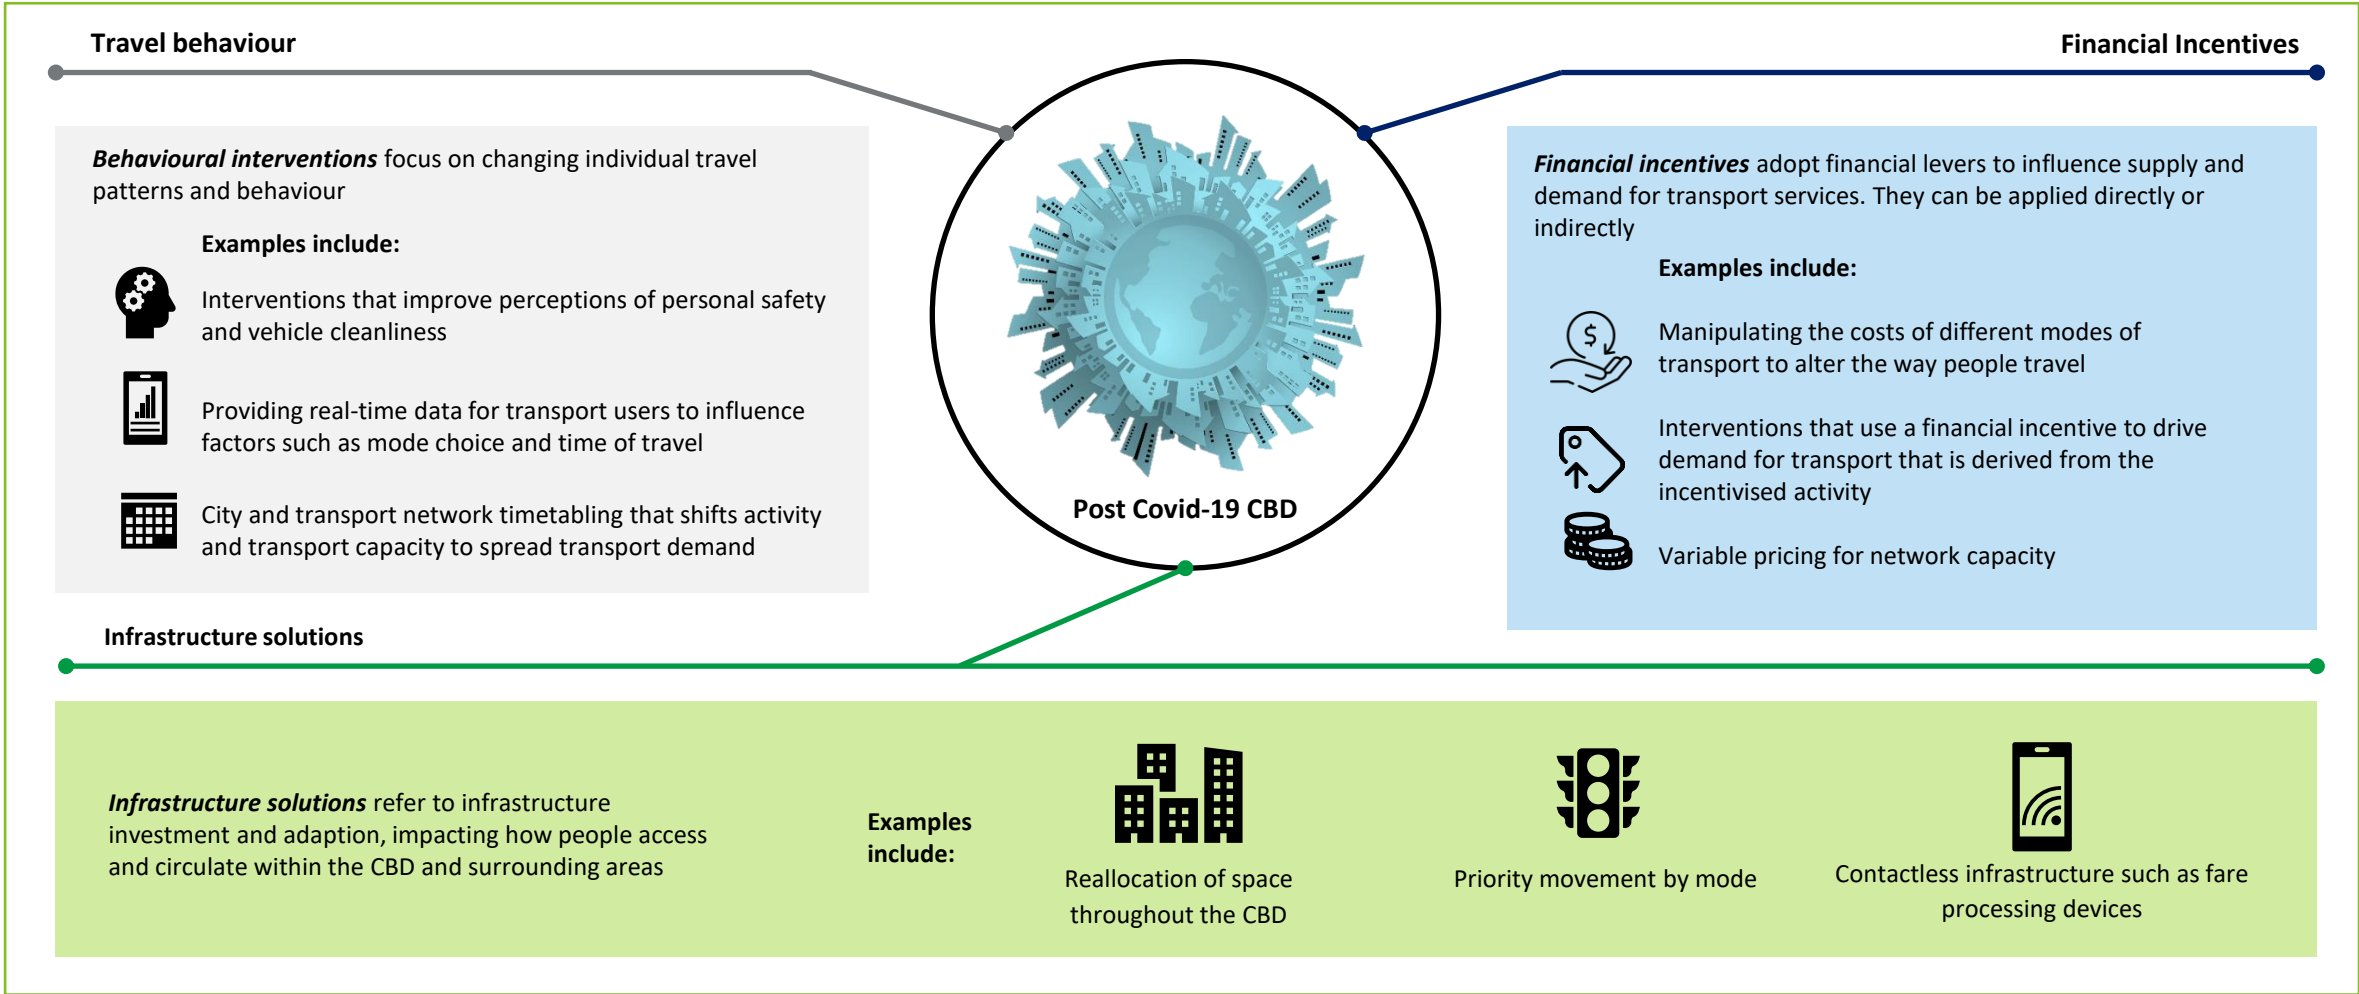 Travel behaviour
Financial Incentives
Behavioural interventions focus on changing individual travel
patterns and behaviour
Examples include:
Interventions that improve perceptions of personal safety
and vehicle cleanliness
Providing real-time data for transport users to influence
factors such as mode choice and time of travel
City and transport network timetabling that shifts activity
and transport capacity to spread transport demand
Post Covid-19 CBD
Financial incentives adopt financial levers to influence supply and
demand for transport services. They can be applied directly or
indirectly
Examples include:
$
Manipulating the costs of different modes of
transport to alter the way people travel
Interventions that use a financial incentive to drive
demand for transport that is derived from the
incentivised activity
Variable pricing for network capacity
Infrastructure solutions
Infrastructure solutions refer to infrastructure
investment and adaption, impacting how people access
and circulate within the CBD and surrounding areas
Examples
include:
Reallocation of space
throughout the CBD
Priority movement by mode
Contactless infrastructure such as fare
processing devices